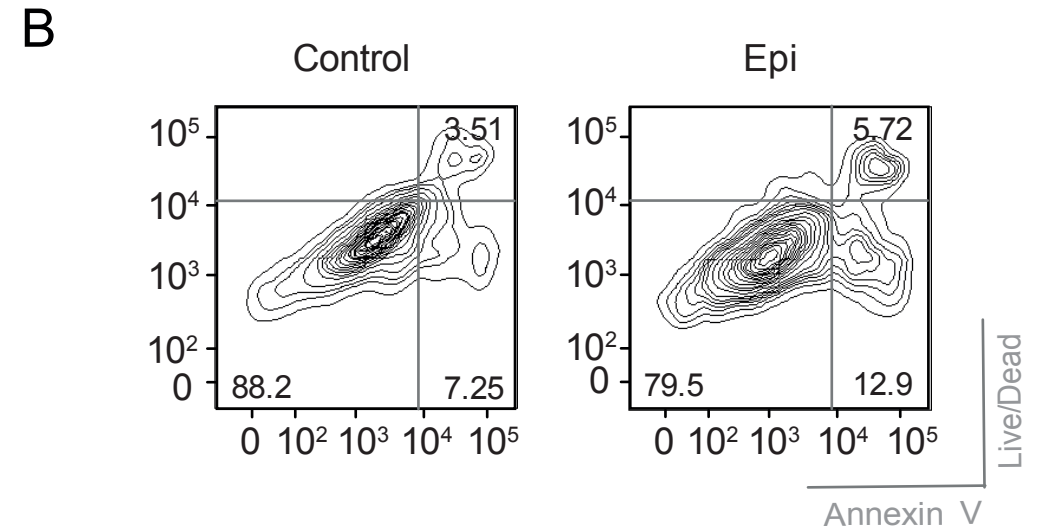 B
Control
Epi
10⁵
10⁴
10³
10²
0
3.51
88.2
7.25
0 10² 10³ 10⁴ 10⁵
10⁵
10⁴
10³
10²
0
5.72
79.5
12.9
0 10² 10³ 10⁴ 10⁵
Live/Dead
Annexin V